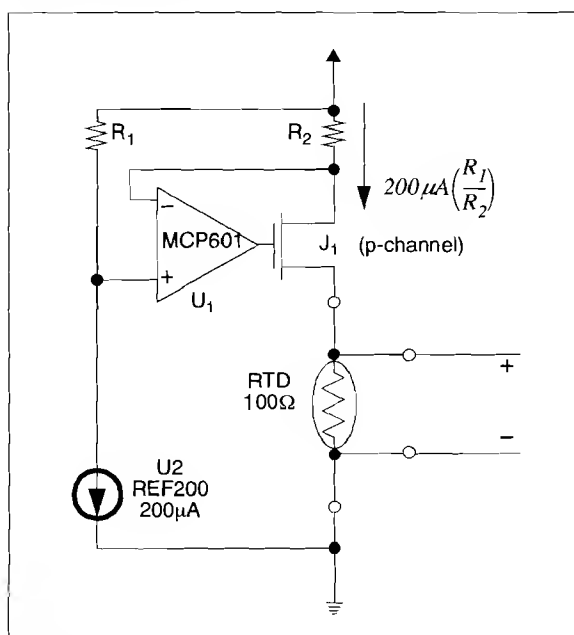 R1
R2
200µA(R1/R2)
−
MCP601
+
U1
J1 (p-channel)
RTD
100Ω
+
−
U2
REF200
200µA